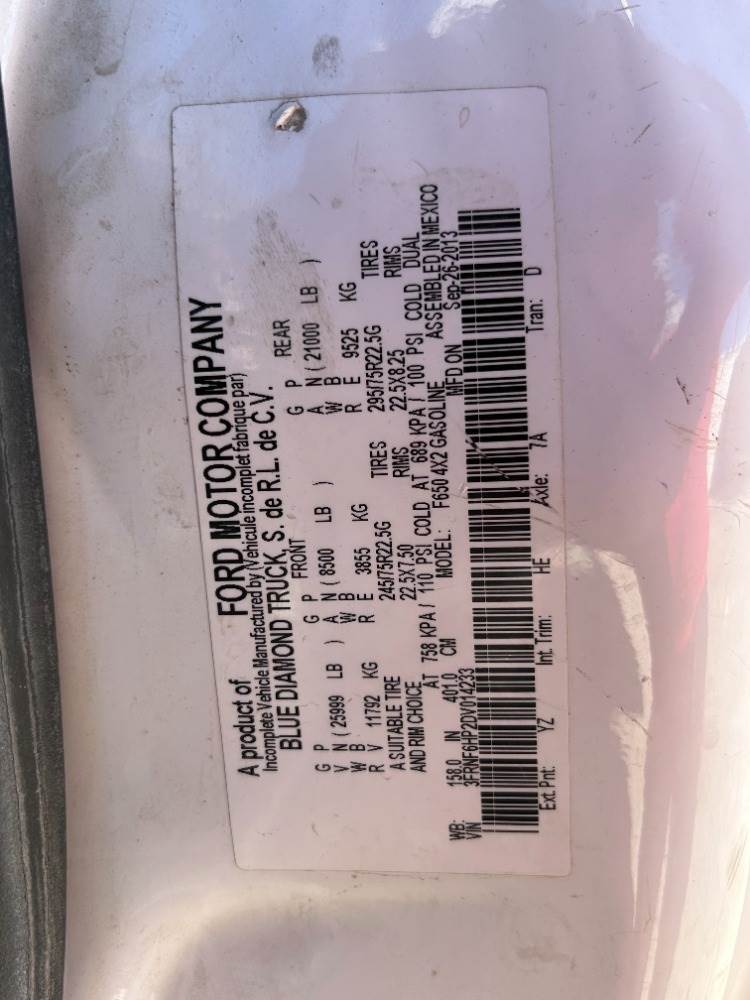 A product of FORD MOTOR COMPANY
Incomplete Vehicle Manufactured by (Vehicule incomplet fabrique par)
BLUE DIAMOND TRUCK, S. de R.L. de C.V.
FRONT REAR
G P G P G P
V N ( 25999 LB ) A N ( 8500 LB ) A N ( 21000 LB )
W B W B W B
R V 11792 KG R E 3855 KG R E 9525 KG
A SUITABLE TIRE 245/75R22.5G TIRES 295/75R22.5G TIRES
AND RIM CHOICE 22.5X7.50 RIMS 22.5X8.25 RIMS
AT 758 KPA / 110 PSI COLD AT 689 KPA / 100 PSI COLD DUAL
WB: 158.0 IN 401.0 CM MODEL: F650 4X2 GASOLINE ASSEMBLED IN MEXICO
VIN 3FRNF6HP2DV014233 MFD ON Sep-26-2013
Ext. Pnt: YZ Int. Trim: HE Axle: 7A Tran: D